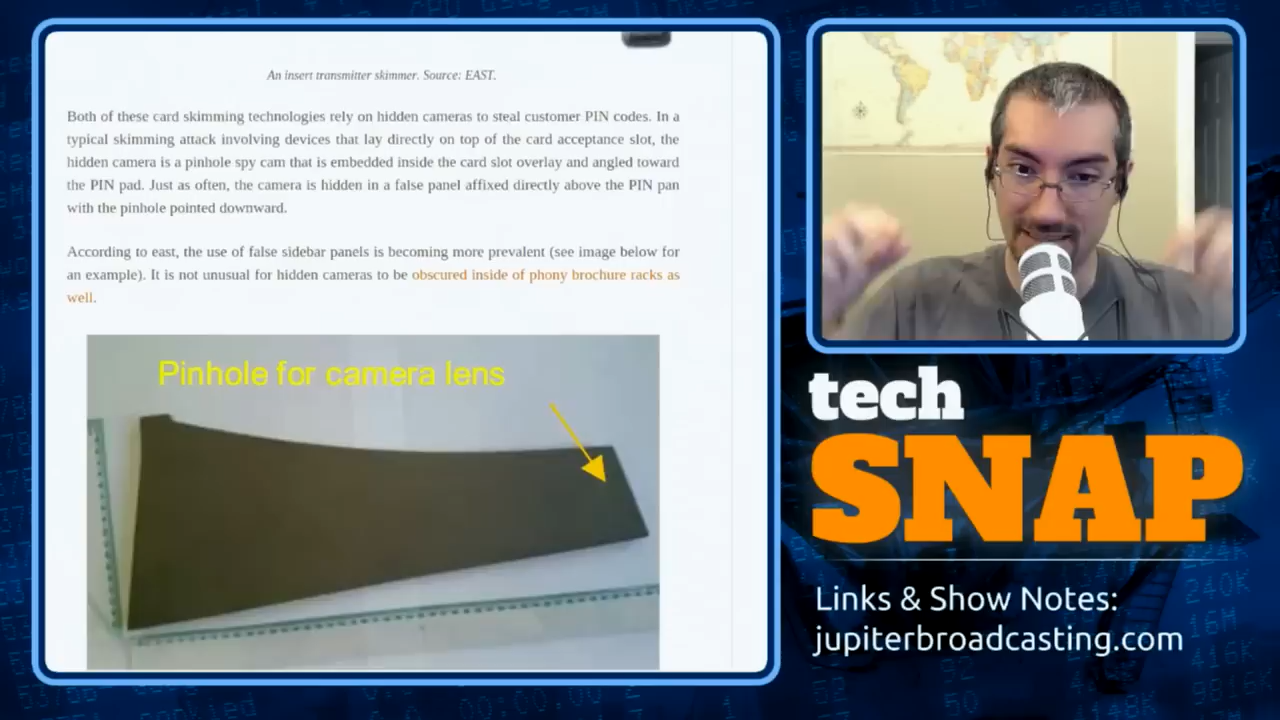 An insert transmitter skimmer. Source: EAST.
Both of these card skimming technologies rely on hidden cameras to steal customer PIN codes. In a
typical skimming attack involving devices that lay directly on top of the card acceptance slot, the
hidden camera is a pinhole spy cam that is embedded inside the card slot overlay and angled toward
the PIN pad. Just as often, the camera is hidden in a false panel affixed directly above the PIN pan
with the pinhole pointed downward.
According to east, the use of false sidebar panels is becoming more prevalent (see image below for
an example). It is not unusual for hidden cameras to be obscured inside of phony brochure racks as
well.
Pinhole for camera lens
tech
SNAP
Links & Show Notes:
jupiterbroadcasting.com